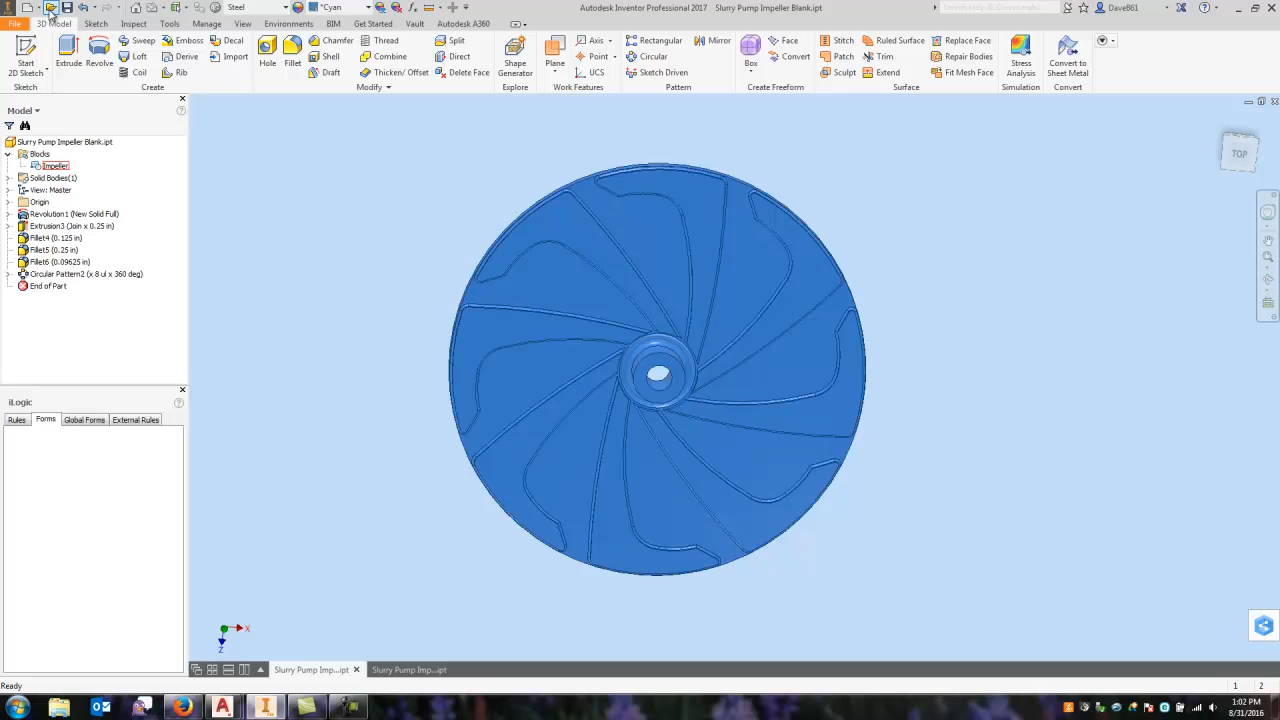 Steel
*Cyan
Autodesk Inventor Professional 2017 Slurry Pump Impeller Blank.ipt
DaveB61
File 3D Model Sketch Inspect Tools Manage View Environments BIM Get Started Vault Autodesk A360
Start
2D Sketch
Extrude
Revolve
Sweep
Loft
Coil
Emboss
Derive
Rib
Decal
Import
Hole
Fillet
Chamfer
Shell
Draft
Thread
Combine
Thicken/ Offset
Split
Direct
Delete Face
Shape
Generator
Plane
Axis
Point
UCS
Rectangular
Circular
Sketch Driven
Mirror
Box
Face
Convert
Stitch
Patch
Sculpt
Ruled Surface
Trim
Extend
Replace Face
Repair Bodies
Fit Mesh Face
Stress
Analysis
Convert to
Sheet Metal
Sketch Create Modify Explore Work Features Pattern Create Freeform Surface Simulation Convert
Model
Slurry Pump Impeller Blank.ipt
Blocks
Impeller
Solid Bodies(1)
View: Master
Origin
Revolution1 (New Solid Full)
Extrusion3 (Join x 0.25 in)
Fillet4 (0.125 in)
Fillet5 (0.25 in)
Fillet6 (0.09625 in)
Circular Pattern2 (x 8 ul x 360 deg)
End of Part
TOP
iLogic
Rules Forms Global Forms External Rules
X
Z
Slurry Pump Imp...ipt Slurry Pump Imp...ipt
Ready
1 2
1:02 PM
8/31/2016